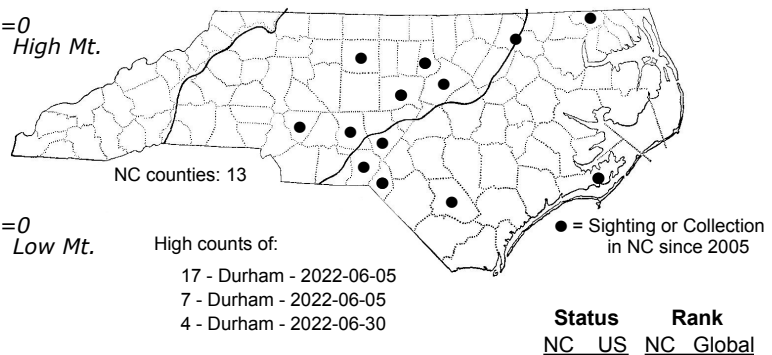 =0
High Mt.
NC counties: 13
=0
Low Mt.
High counts of:
17 - Durham - 2022-06-05
7 - Durham - 2022-06-05
4 - Durham - 2022-06-30
● = Sighting or Collection
in NC since 2005
Status Rank
NC US NC Global